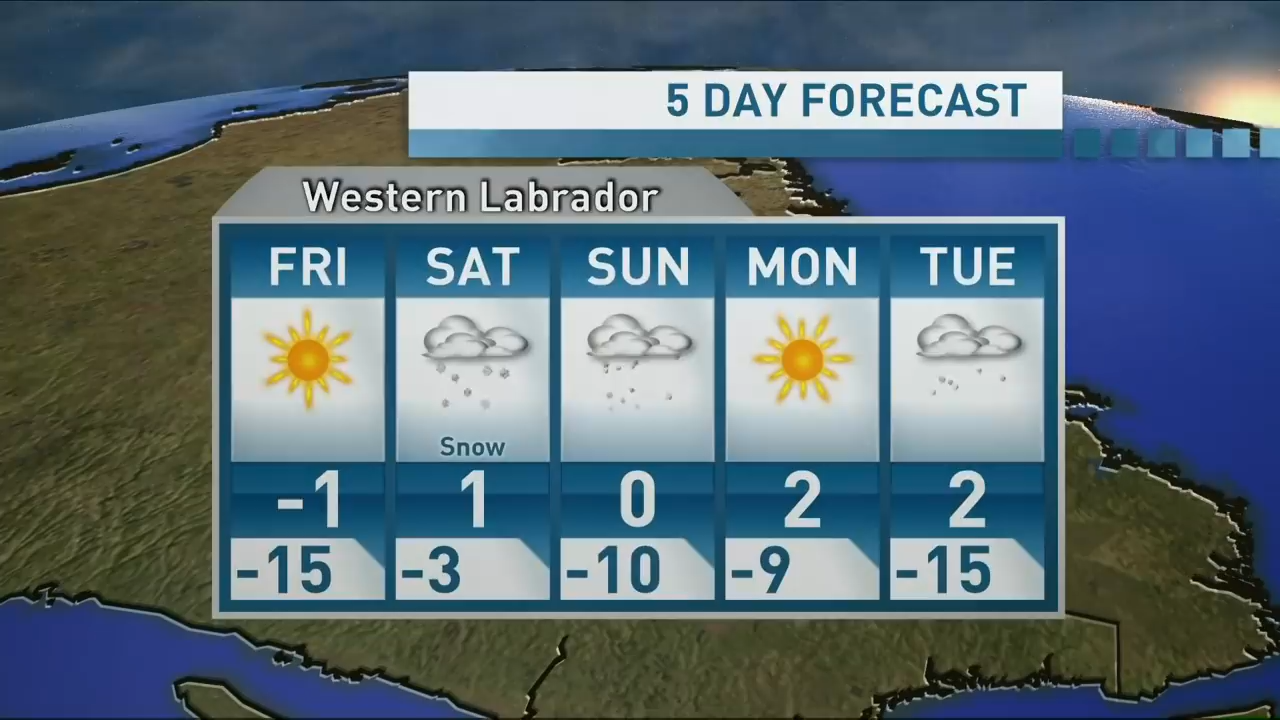 5 DAY FORECAST
Western Labrador
FRI SAT SUN MON TUE
Snow
-1 1 0 2 2
-15 -3 -10 -9 -15